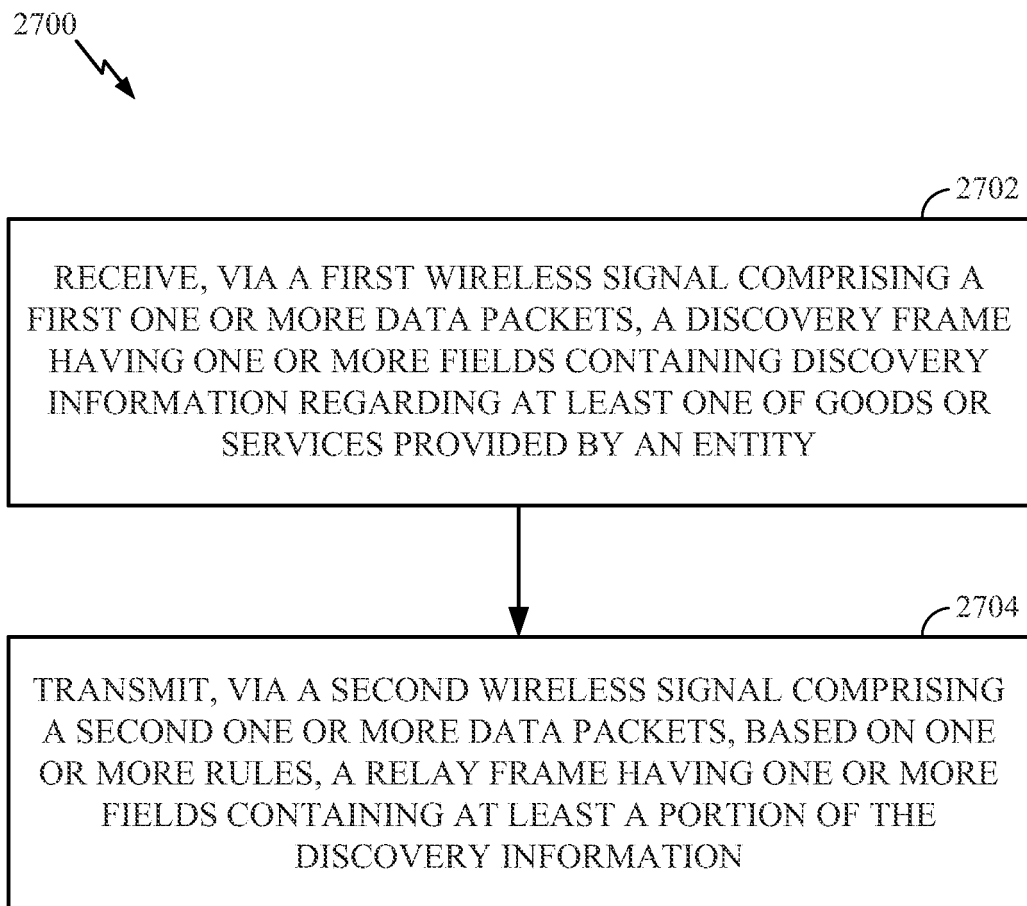 2700
2702
RECEIVE, VIA A FIRST WIRELESS SIGNAL COMPRISING A
FIRST ONE OR MORE DATA PACKETS, A DISCOVERY FRAME
HAVING ONE OR MORE FIELDS CONTAINING DISCOVERY
INFORMATION REGARDING AT LEAST ONE OF GOODS OR
SERVICES PROVIDED BY AN ENTITY
2704
TRANSMIT, VIA A SECOND WIRELESS SIGNAL COMPRISING
A SECOND ONE OR MORE DATA PACKETS, BASED ON ONE
OR MORE RULES, A RELAY FRAME HAVING ONE OR MORE
FIELDS CONTAINING AT LEAST A PORTION OF THE
DISCOVERY INFORMATION